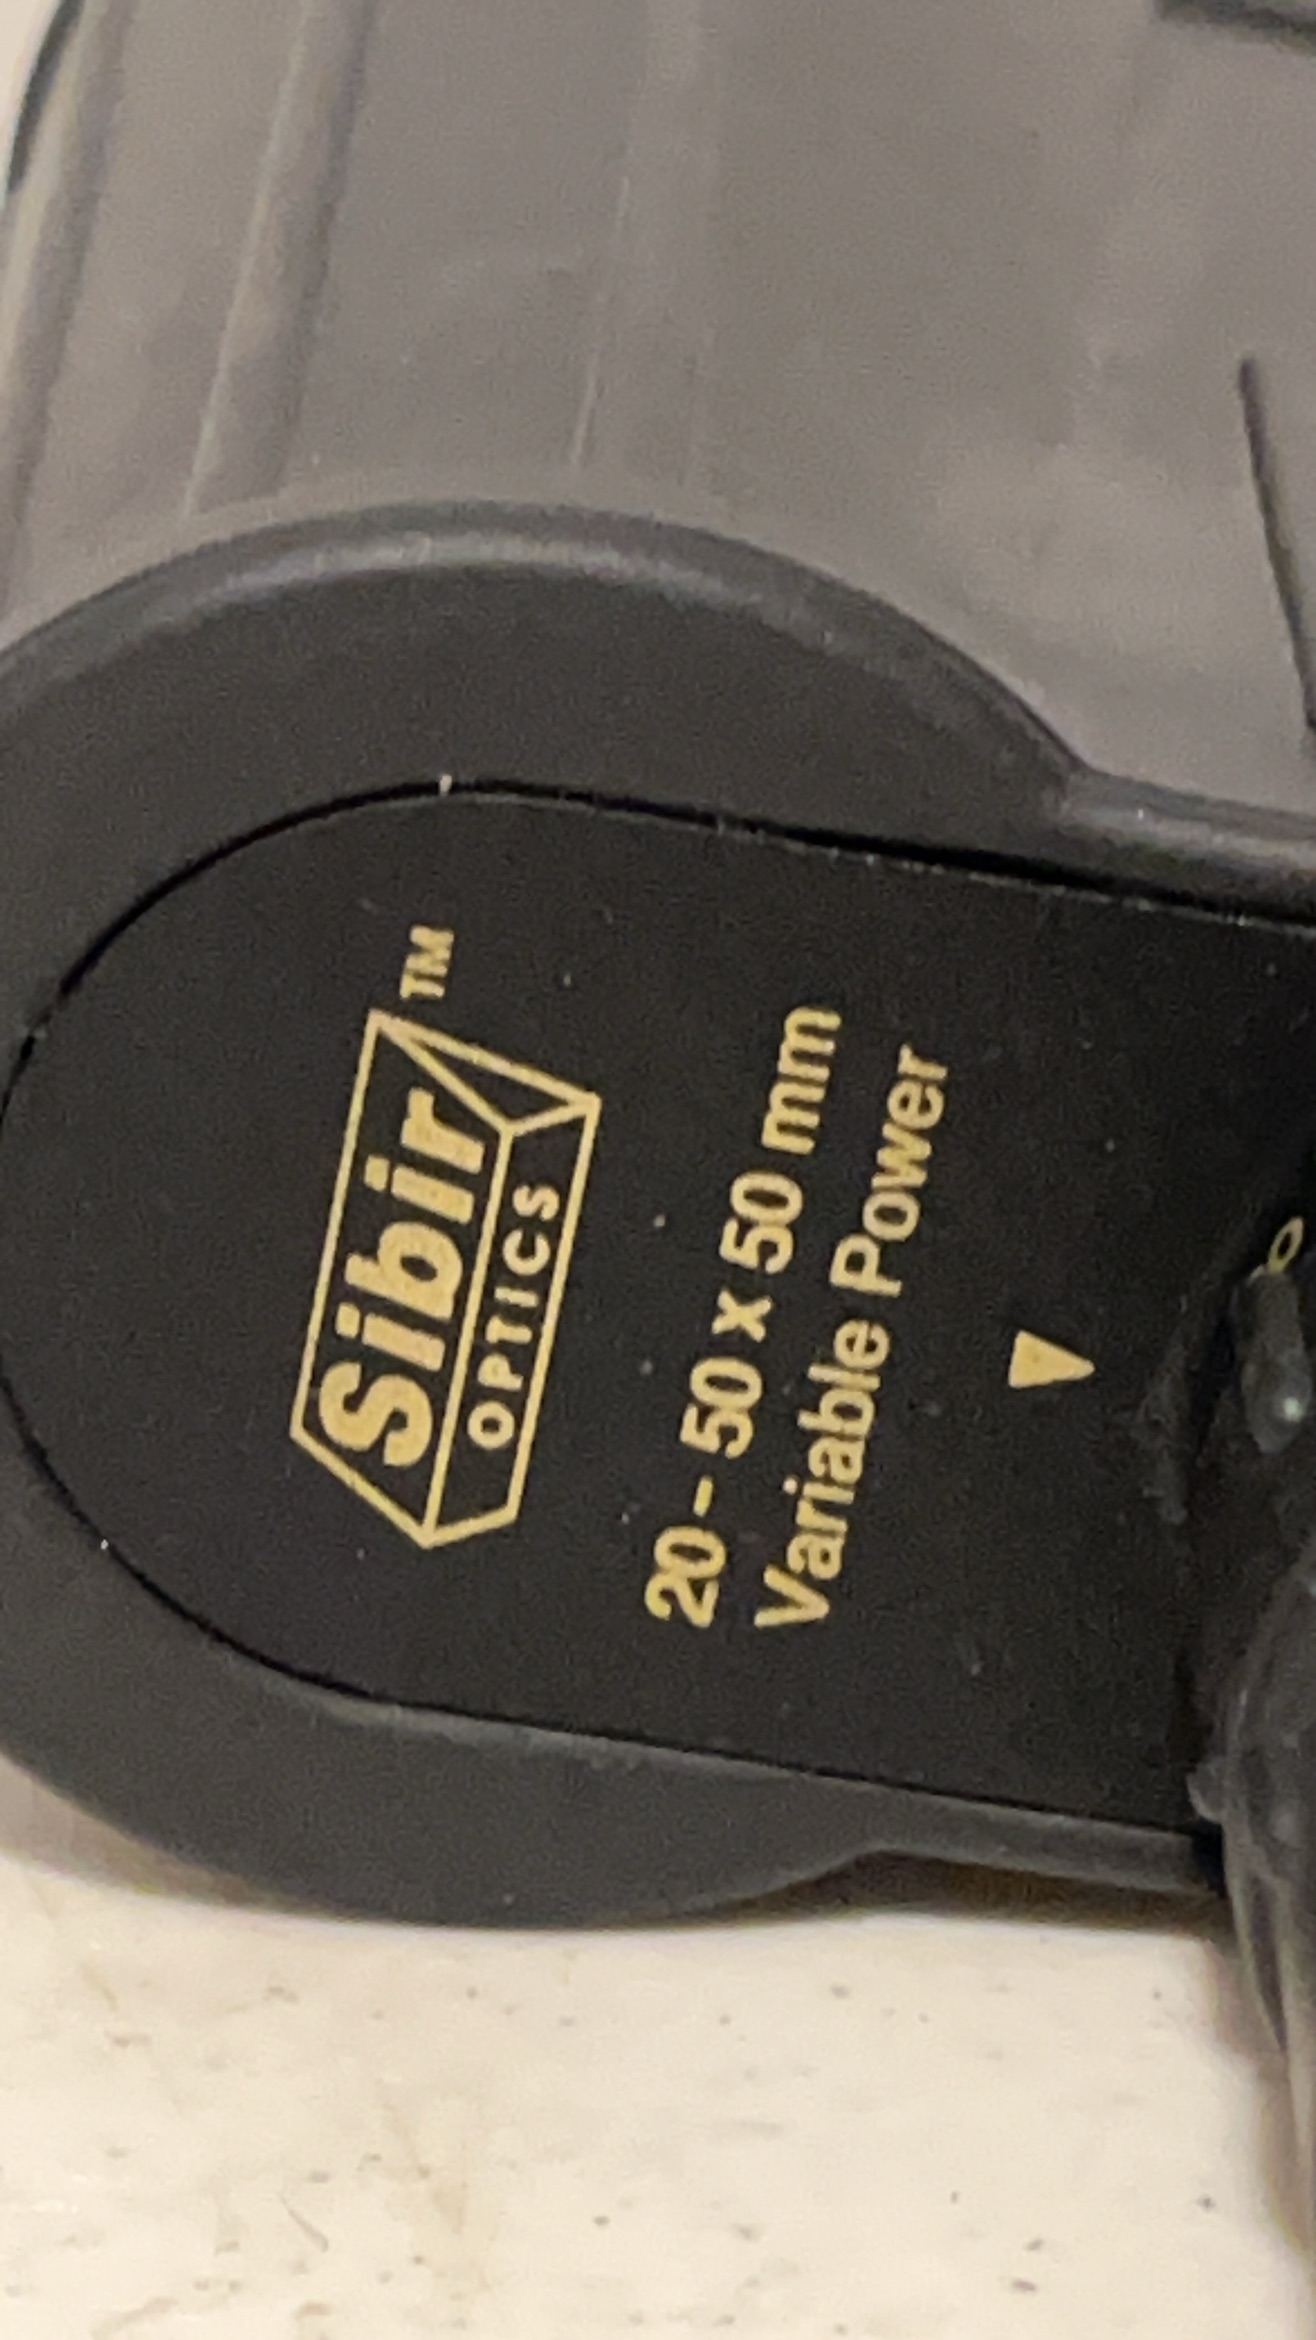 Sibir™
OPTICS
20 - 50 x 50 mm
Variable Power